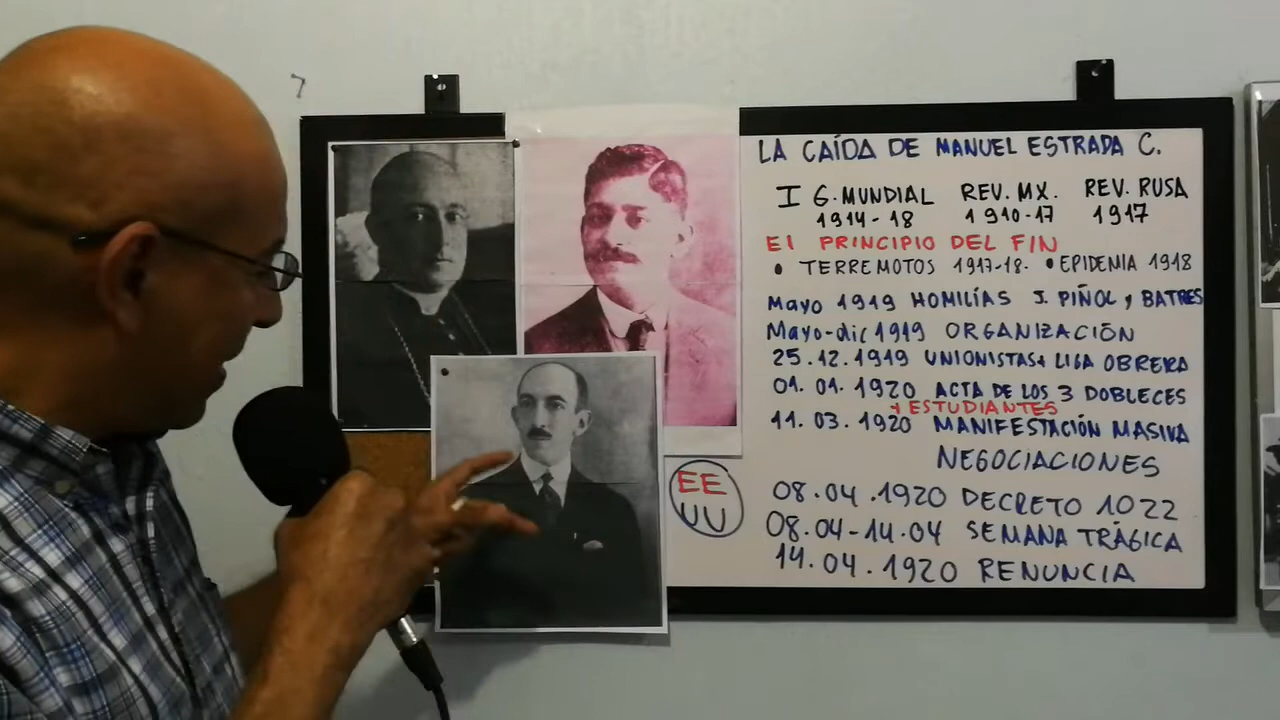 LA CAÍDA DE MANUEL ESTRADA C.
I G. MUNDIAL REV. MX. REV. RUSA
1914-18 1910-17 1917
El PRINCIPIO DEL FIN
• TERREMOTOS 1917-18. • EPIDEMIA 1918
Mayo 1919 HOMILÍAS J. PIÑOL y BATRES
Mayo-dic 1919 ORGANIZACIÓN
25.12.1919 UNIONISTAS+ LIGA OBRERA
01.01.1920 ACTA DE LOS 3 DOBLECES
+ ESTUDIANTES
11.03.1920 MANIFESTACIÓN MASIVA
NEGOCIACIONES
EE
UU
08.04.1920 DECRETO 1022
08.04-14.04 SEMANA TRÁGICA
14.04.1920 RENUNCIA